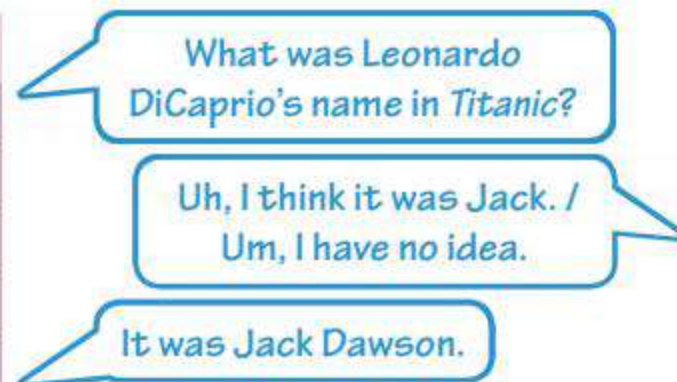 What was Leonardo
DiCaprio's name in Titanic?
Uh, I think it was Jack. /
Um, I have no idea.
It was Jack Dawson.